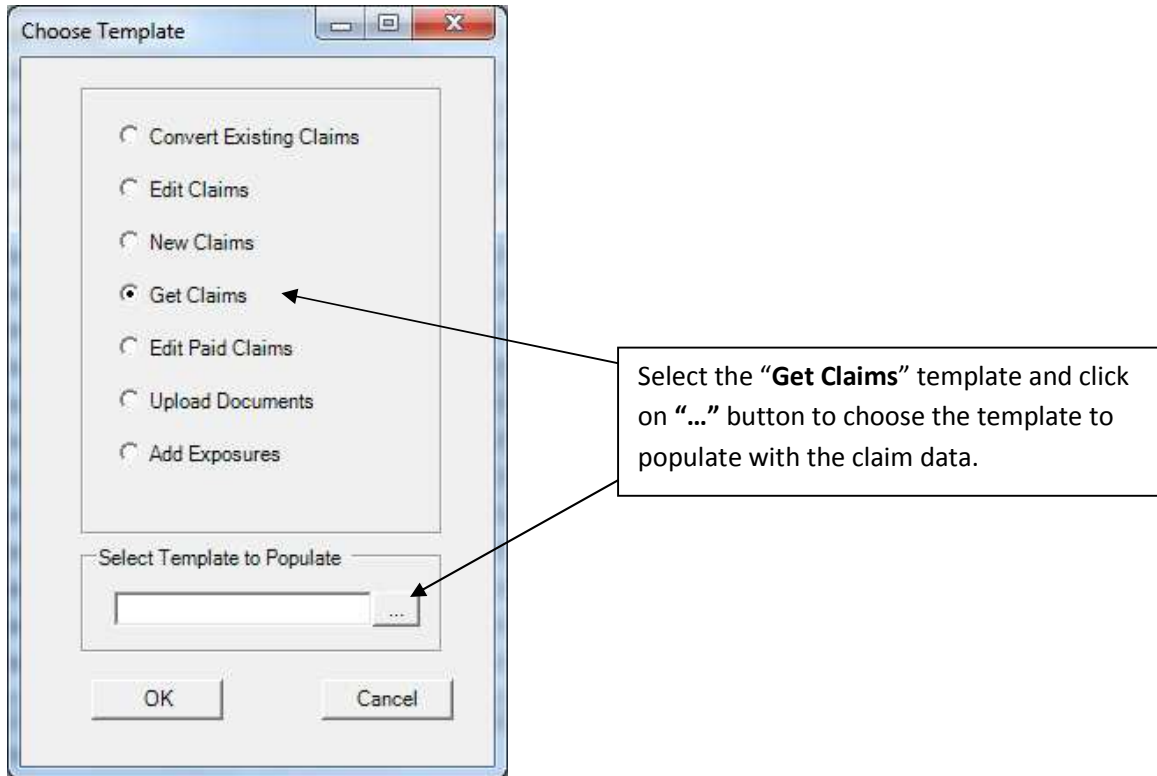 Choose Template
Convert Existing Claims
Edit Claims
New Claims
Get Claims
Edit Paid Claims
Upload Documents
Add Exposures
Select Template to Populate
...
OK
Cancel
Select the “Get Claims” template and click
on “…” button to choose the template to
populate with the claim data.